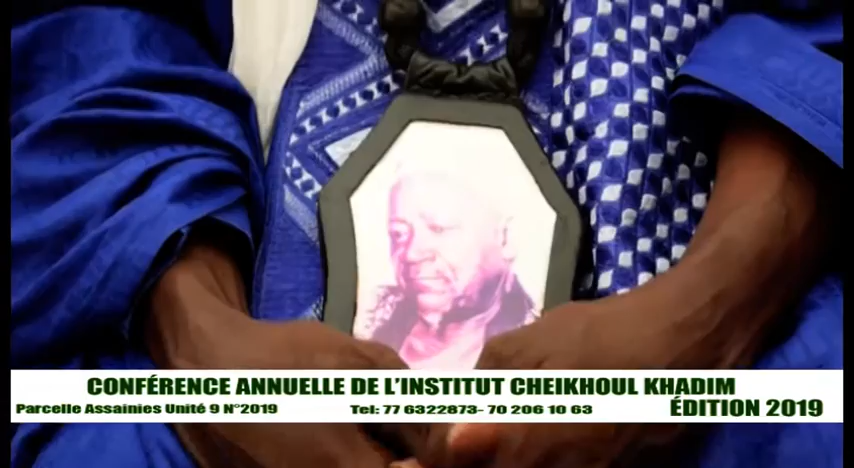 CONFÉRENCE ANNUELLE DE L'INSTITUT CHEIKHOUL KHADIM
Parcelle Assainies Unité 9 N°2019 Tel: 77 6322873- 70 206 10 63 ÉDITION 2019